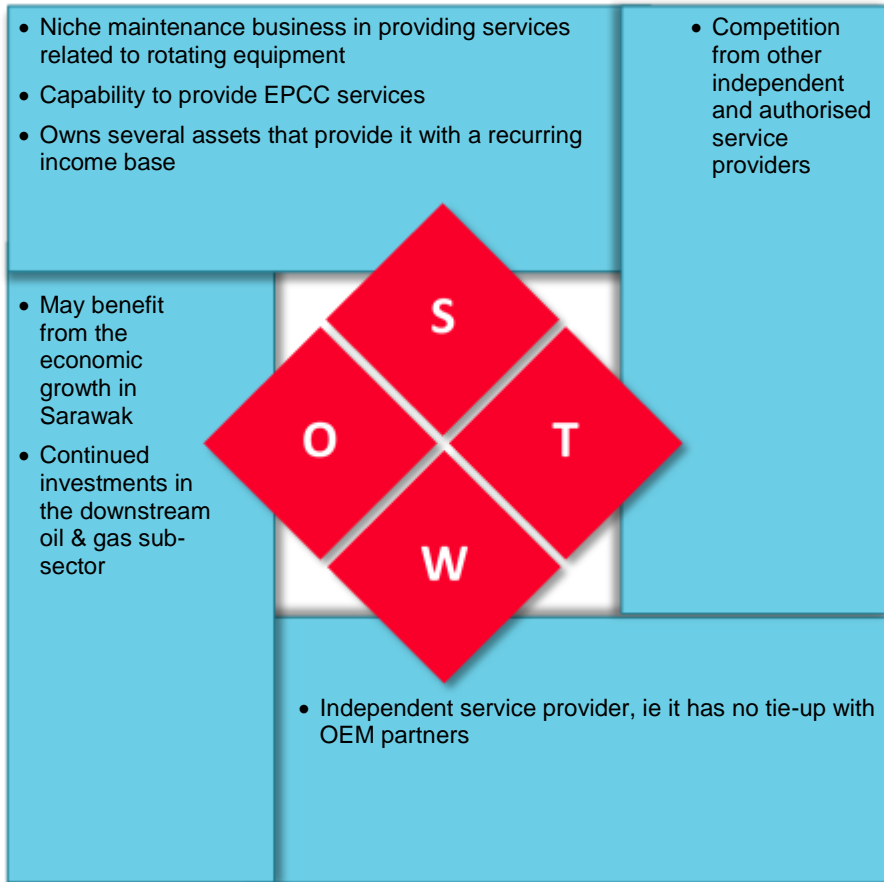 • Niche maintenance business in providing services
related to rotating equipment
• Capability to provide EPCC services
• Owns several assets that provide it with a recurring
income base
• Competition
from other
independent
and authorised
service
providers
• May benefit
from the
economic
growth in
Sarawak
• Continued
investments in
the downstream
oil & gas sub-
sector
S
O
T
W
• Independent service provider, ie it has no tie-up with
OEM partners